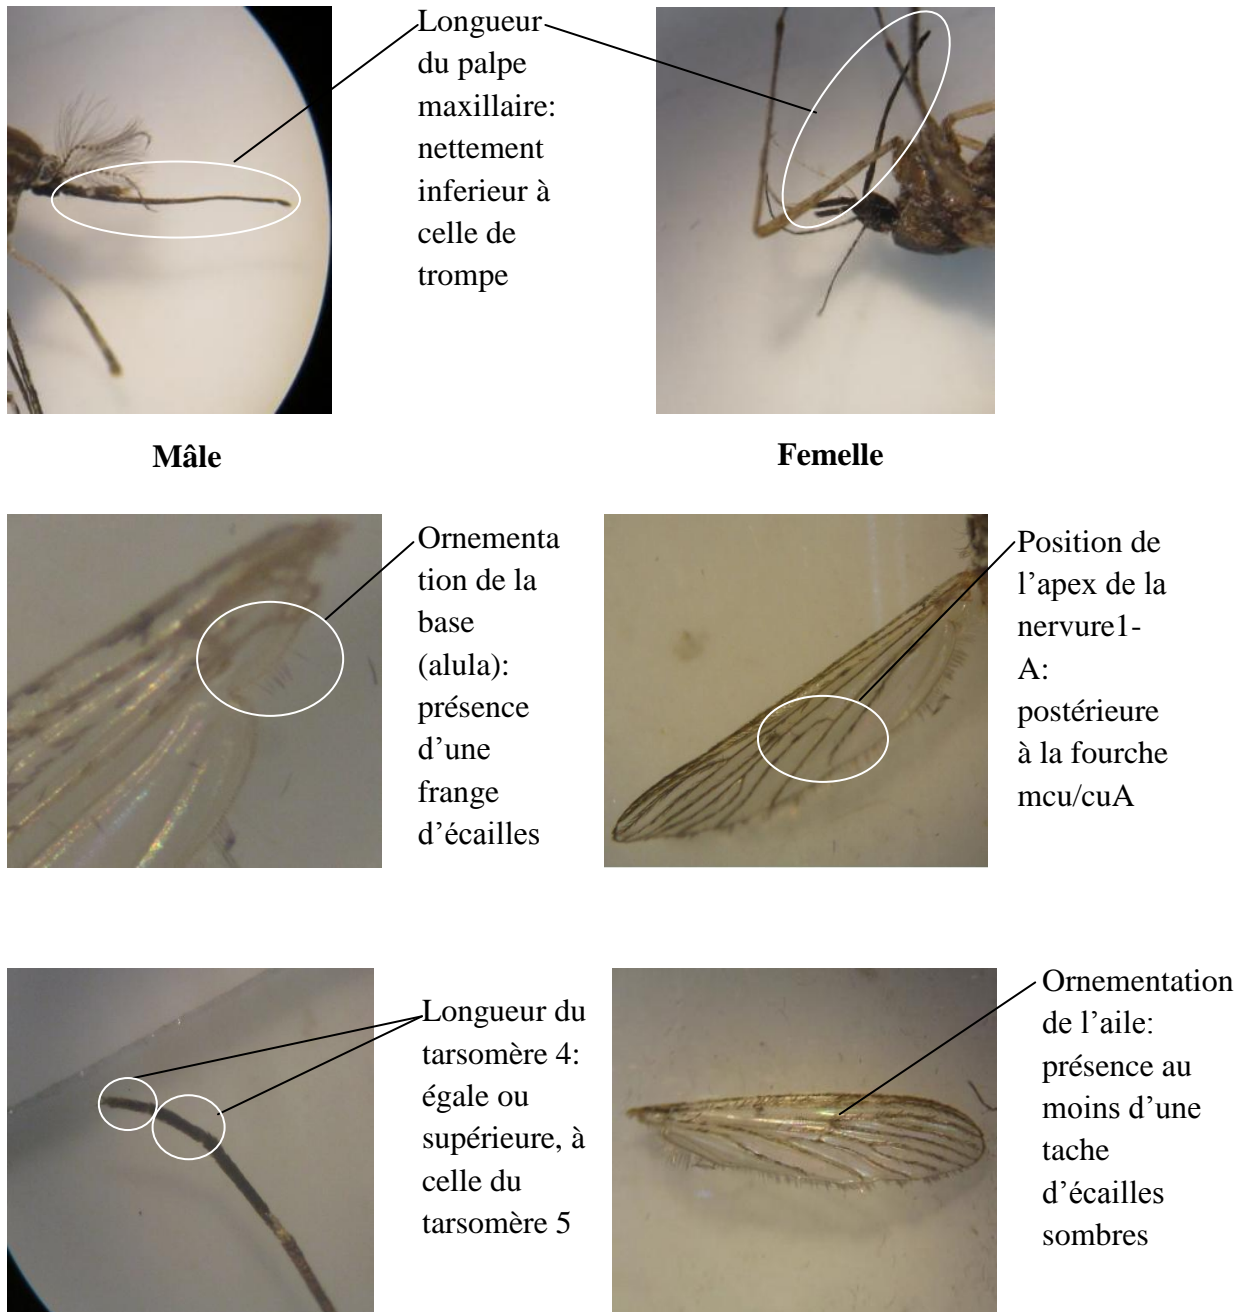 Longueur
du palpe
maxillaire:
nettement
inferieur à
celle de
trompe
Mâle
Femelle
Ornementa
tion de la
base
(alula):
présence
d'une
frange
d'écailles
Position de
l'apex de la
nervure1-
A:
postérieure
à la fourche
mcu/cuA
Longueur du
tarsomère 4:
égale ou
supérieure, à
celle du
tarsomère 5
Ornementation
de l'aile:
présence au
moins d'une
tache
d'écailles
sombres